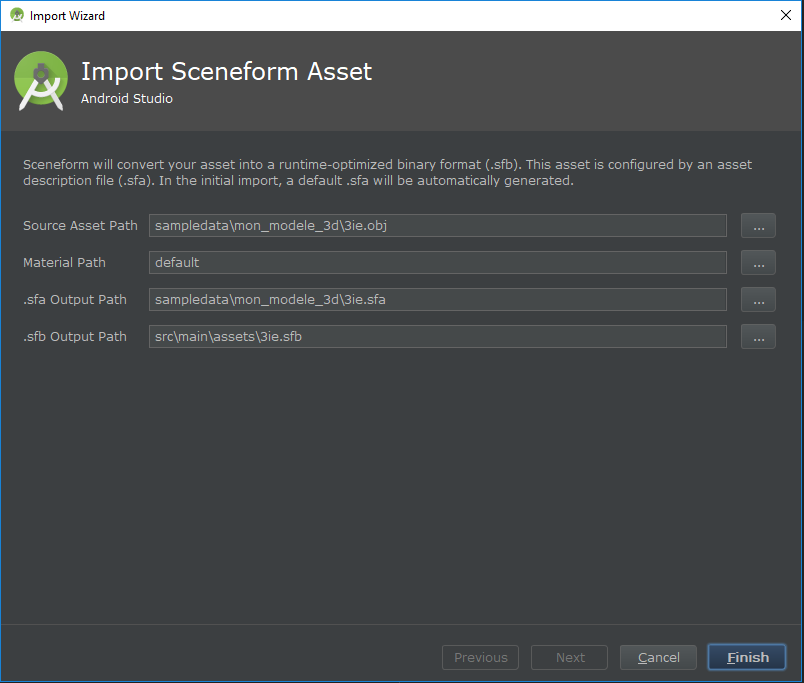 Import Wizard
Import Sceneform Asset
Android Studio
Sceneform will convert your asset into a runtime-optimized binary format (.sfb). This asset is configured by an asset
description file (.sfa). In the initial import, a default .sfa will be automatically generated.
Source Asset Path sampledata\mon_modele_3d\3ie.obj ...
Material Path default ...
.sfa Output Path sampledata\mon_modele_3d\3ie.sfa ...
.sfb Output Path src\main\assets\3ie.sfb ...
Previous Next Cancel Finish